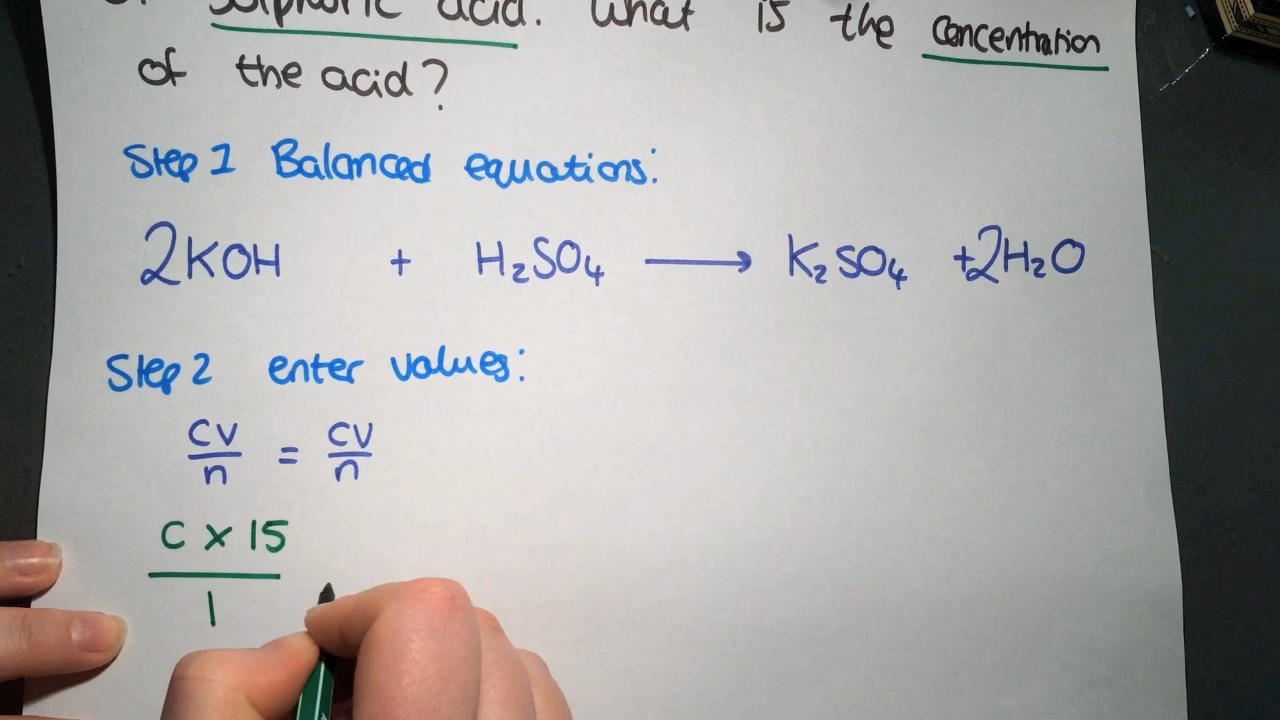 of sulphuric acid. What is the concentration
of the acid?
Step 1 Balanced equations:
2KOH + H₂SO₄ ⟶ K₂SO₄ +2H₂O
Step 2 enter values:
cv/n = cv/n
C × 15
1